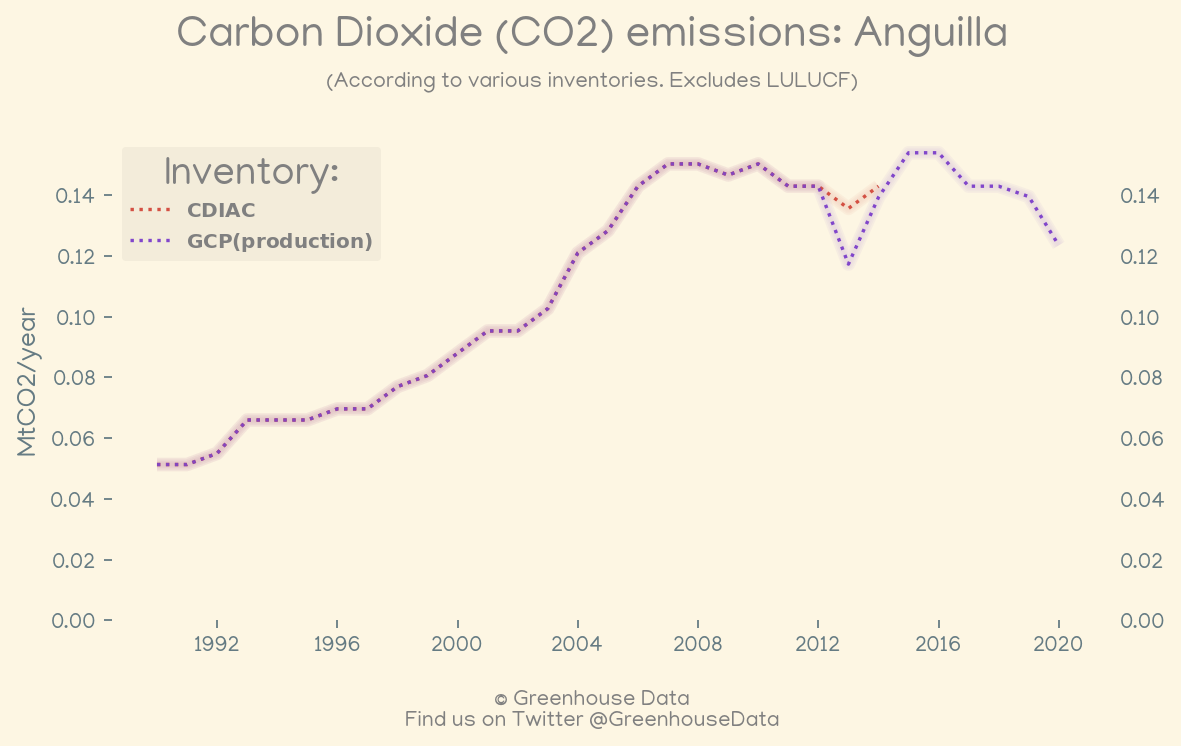 Carbon Dioxide (CO2) emissions: Anguilla
(According to various inventories. Excludes LULUCF)
Inventory:
CDIAC
GCP(production)
MtCO2/year
0.14
0.12
0.10
0.08
0.06
0.04
0.02
0.00
0.14
0.12
0.10
0.08
0.06
0.04
0.02
0.00
1992 1996 2000 2004 2008 2012 2016 2020
© Greenhouse Data
Find us on Twitter @GreenhouseData